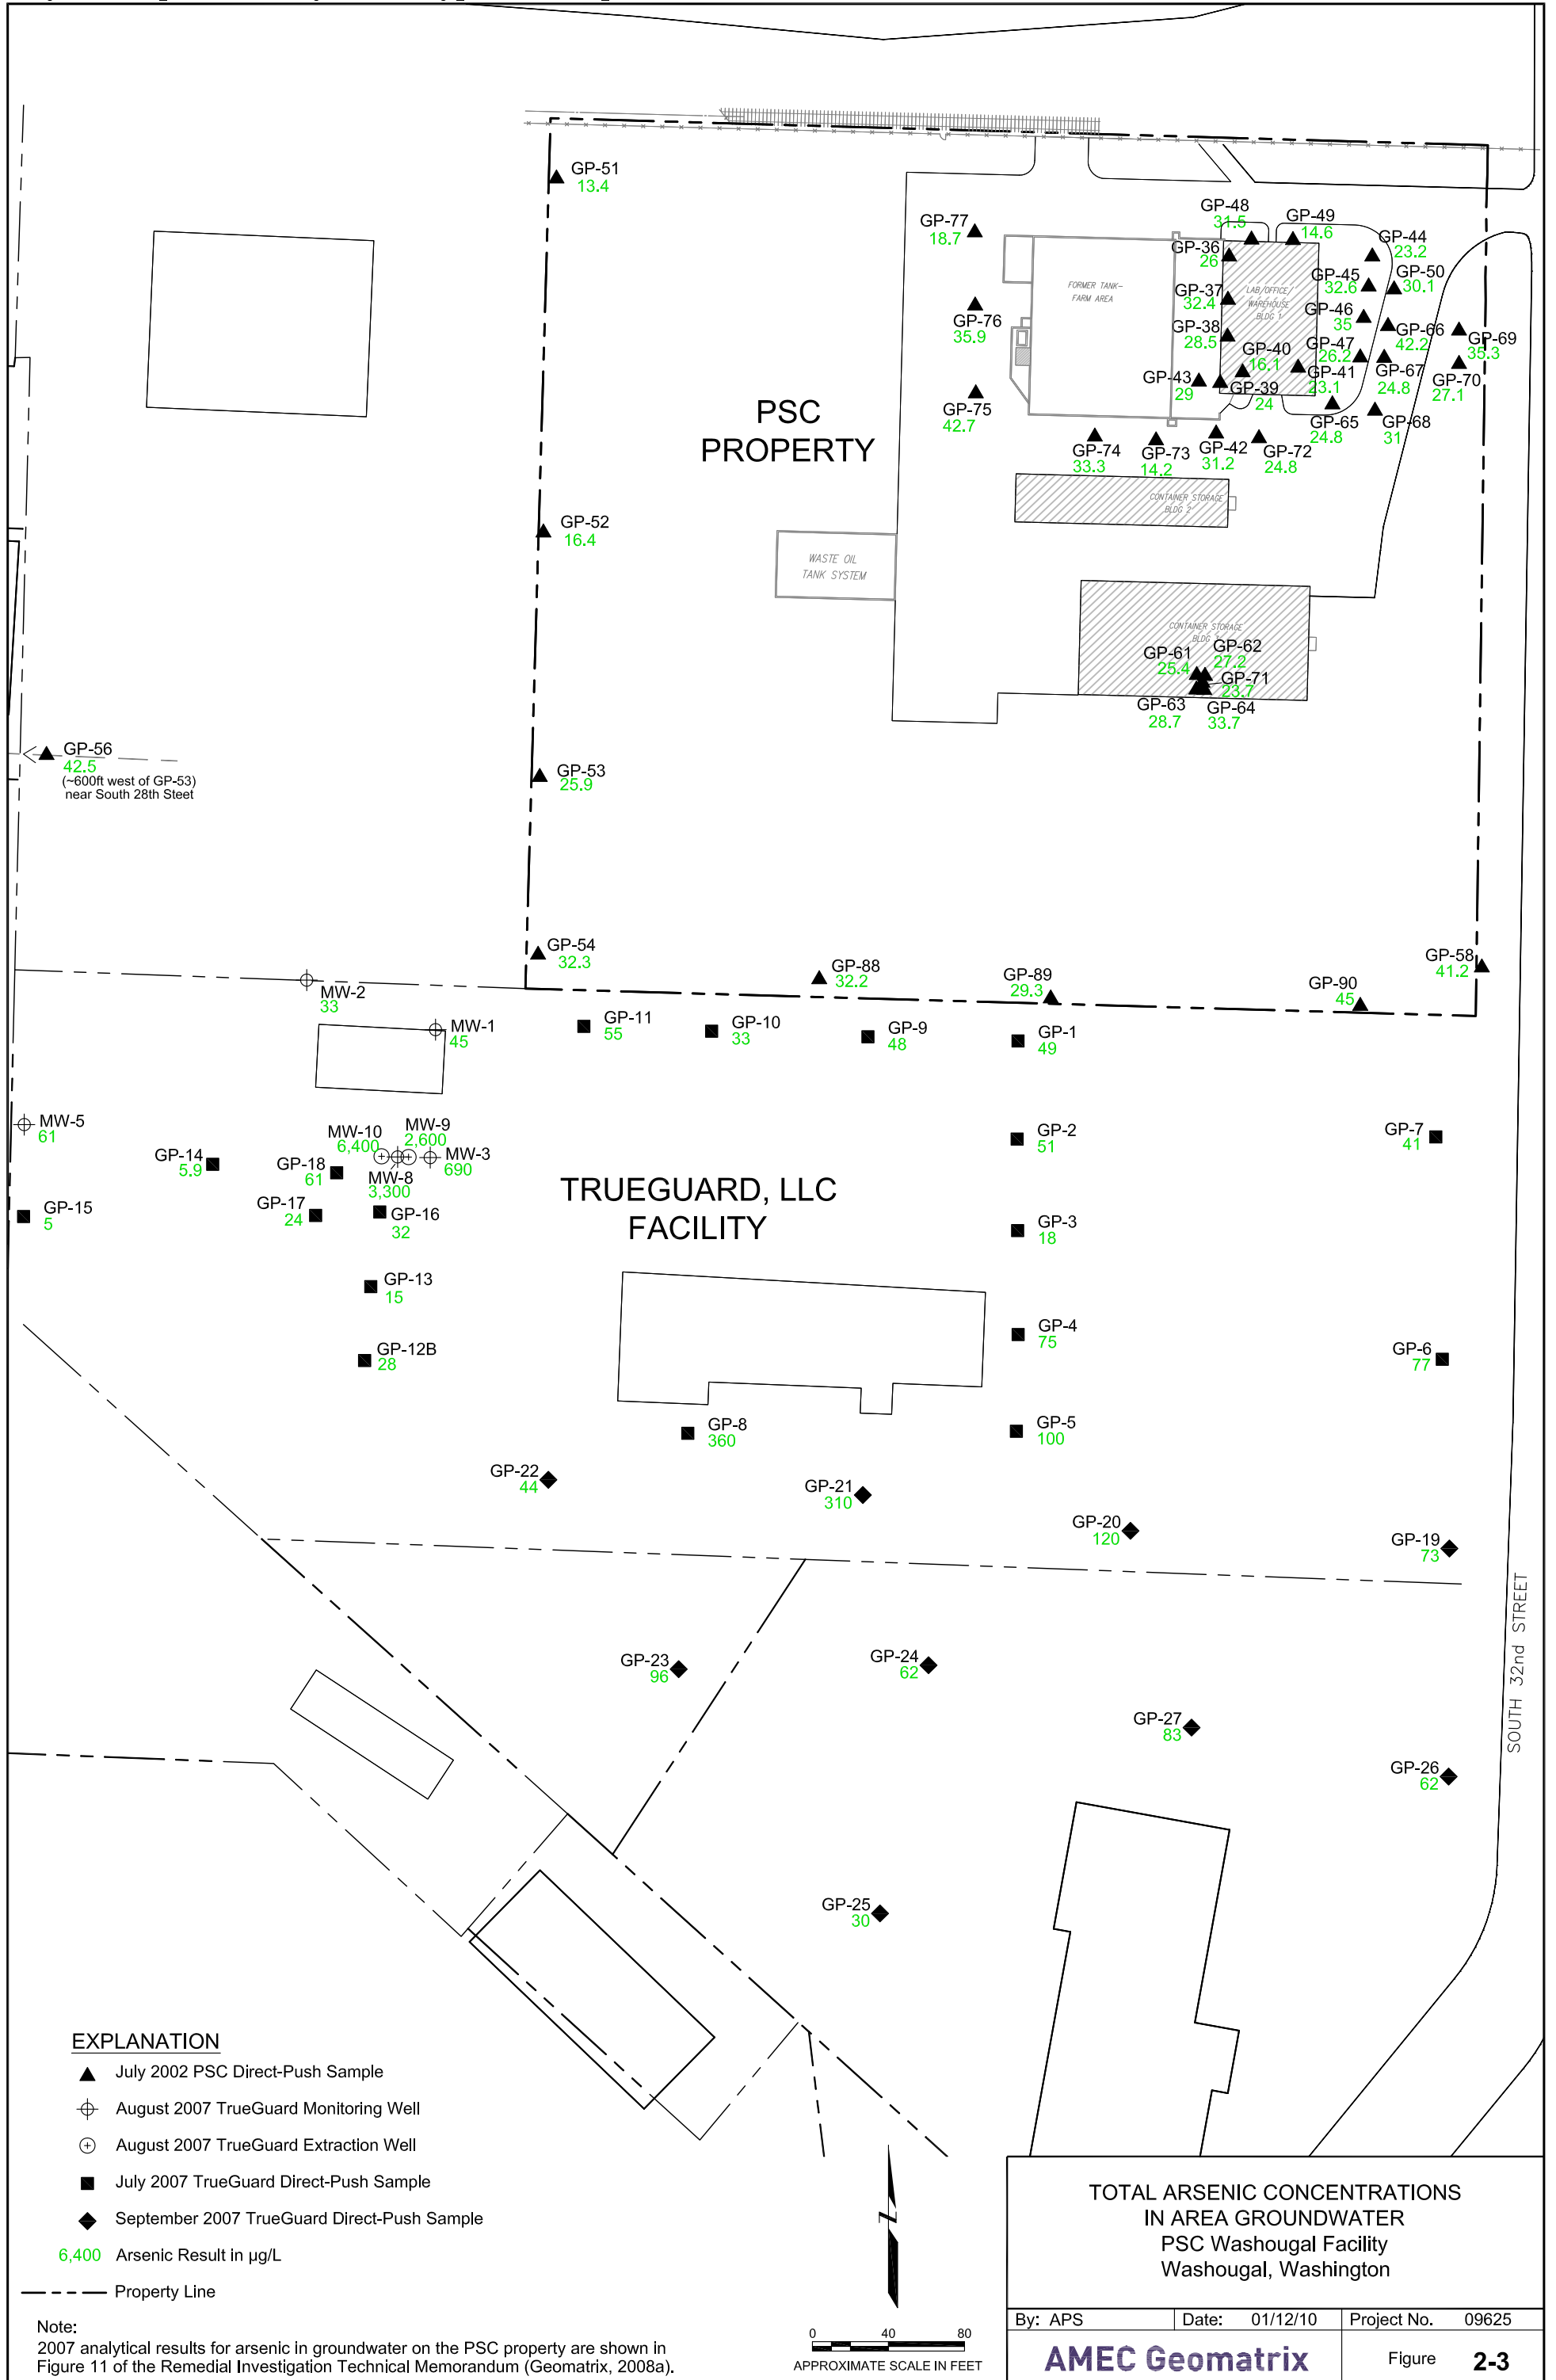 GP-51
13.4
GP-77
18.7
GP-48
31.5
GP-49
14.6
GP-36
26
GP-44
23.2
GP-45
32.6
GP-50
30.1
GP-37
32.4
FORMER TANK-
FARM AREA
LAB/OFFICE/
WAREHOUSE
BLDG 1
GP-76
35.9
GP-38
28.5
GP-46
35
GP-66
42.2
GP-69
35.3
GP-40
16.1
GP-47
26.2
GP-41
23.1
GP-67
24.8
GP-70
27.1
GP-43
29
GP-39
24
GP-75
42.7
PSC
PROPERTY
GP-65
24.8
GP-68
31
GP-74
33.3
GP-73
14.2
GP-42
31.2
GP-72
24.8
CONTAINER STORAGE
BLDG 2
GP-52
16.4
WASTE OIL
TANK SYSTEM
CONTAINER STORAGE
BLDG
GP-61
25.4
GP-62
27.2
GP-71
23.7
GP-63
28.7
GP-64
33.7
GP-56
42.5
(~600ft west of GP-53)
near South 28th Steet
GP-53
25.9
GP-54
32.3
GP-88
32.2
GP-89
29.3
GP-58
41.2
GP-90
45
MW-2
33
MW-1
45
GP-11
55
GP-10
33
GP-9
48
GP-1
49
MW-5
61
GP-14
5.9
MW-10
6,400
MW-9
2,600
MW-3
690
GP-18
61
MW-8
3,300
GP-2
51
GP-7
41
GP-15
5
GP-17
24
GP-16
32
TRUEGUARD, LLC
FACILITY
GP-3
18
GP-13
15
GP-12B
28
GP-4
75
GP-6
77
GP-8
360
GP-5
100
GP-22
44
GP-21
310
GP-20
120
GP-19
73
SOUTH 32nd STREET
GP-23
96
GP-24
62
GP-27
83
GP-26
62
GP-25
30
EXPLANATION
July 2002 PSC Direct-Push Sample
August 2007 TrueGuard Monitoring Well
August 2007 TrueGuard Extraction Well
July 2007 TrueGuard Direct-Push Sample
September 2007 TrueGuard Direct-Push Sample
6,400 Arsenic Result in µg/L
Property Line
Note:
2007 analytical results for arsenic in groundwater on the PSC property are shown in
Figure 11 of the Remedial Investigation Technical Memorandum (Geomatrix, 2008a).
Z
0 40 80
APPROXIMATE SCALE IN FEET
TOTAL ARSENIC CONCENTRATIONS
IN AREA GROUNDWATER
PSC Washougal Facility
Washougal, Washington
By: APS Date: 01/12/10 Project No. 09625
AMEC Geomatrix Figure 2-3